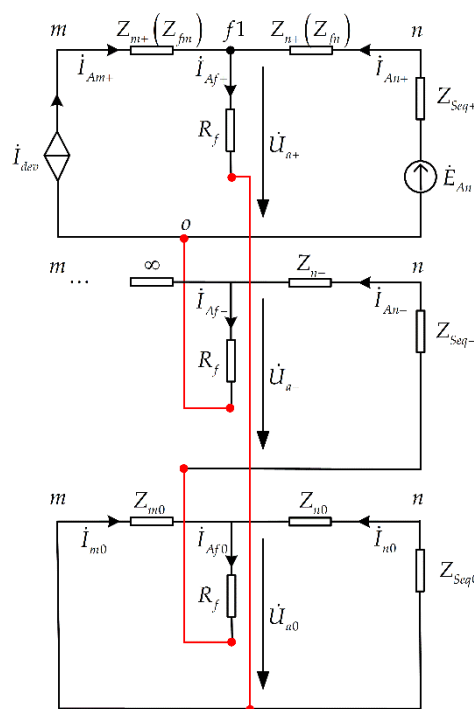 m Z_{m+}(Z_{fm}) f1 Z_{n+}(Z_{fn}) n
İ_{Am+} İ_{Af−} İ_{An+}
R_f U̇_{a+} Z_{Seq+}
İ_{dev} Ė_{An}
o
m … ∞ Z_{n−} n
İ_{Af−} İ_{An−}
R_f U̇_{a−} Z_{Seq−}
m Z_{m0} Z_{n0} n
İ_{m0} İ_{Af0} İ_{n0}
R_f U̇_{a0} Z_{Seq0}